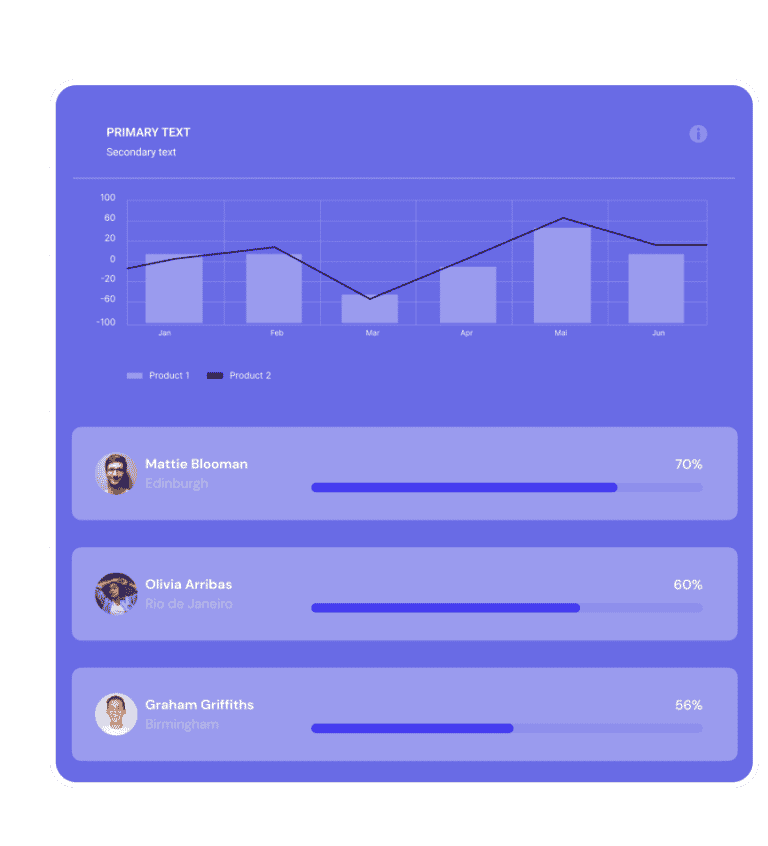 PRIMARY TEXT
Secondary text
100
60
20
0
-20
-60
-100
Jan
Feb
Mar
Apr
Mai
Jun
Product 1
Product 2
Mattie Blooman
70%
Edinburgh
Olivia Arribas
60%
Rio de Janeiro
Graham Griffiths
56%
Birmingham